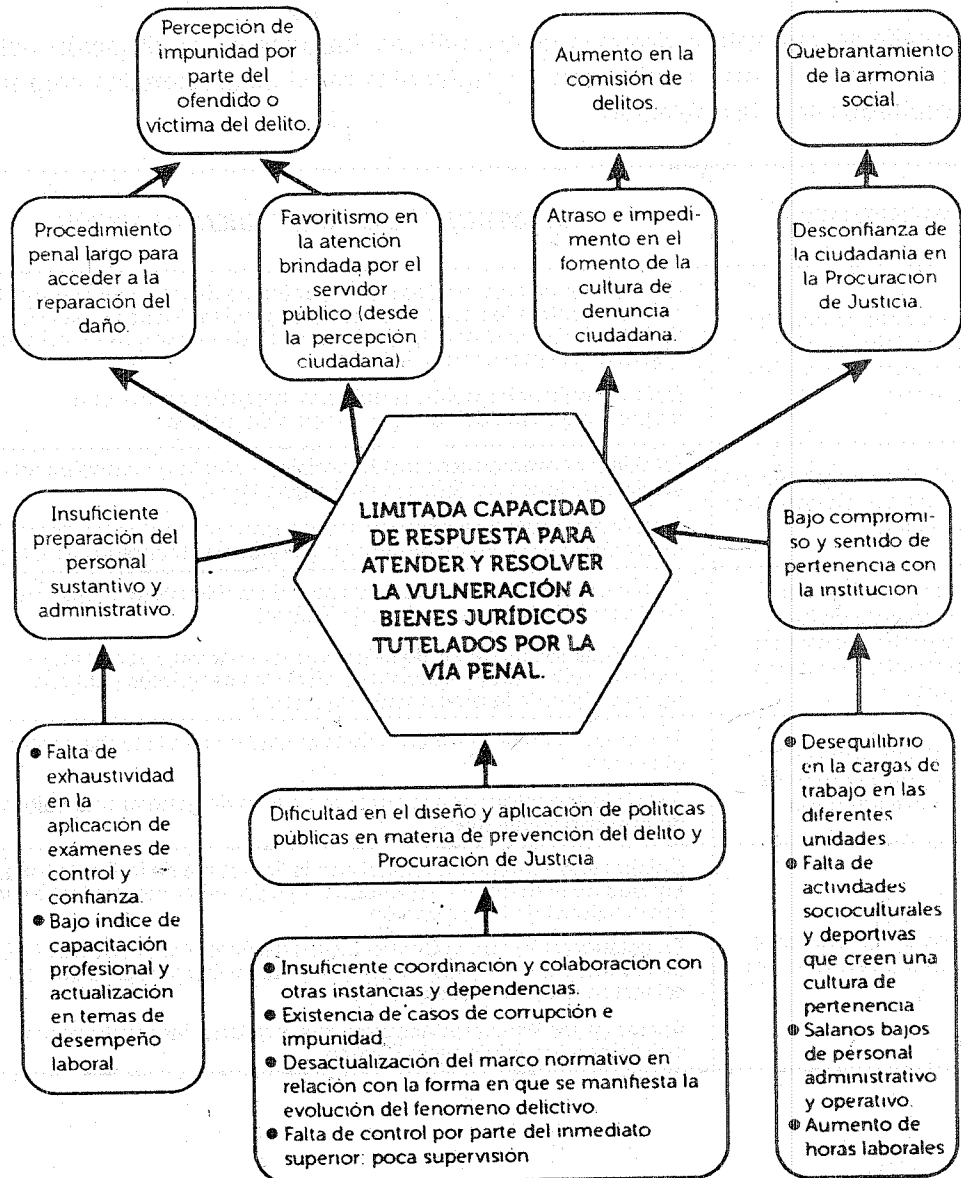 Percepción de
impunidad por
parte del
ofendido o
víctima del delito.
Aumento en la
comisión de
delitos.
Quebrantamiento
de la armonía
social.
Procedimiento
penal largo para
acceder a la
reparación del
daño.
Favoritismo en
la atención
brindada por el
servidor
público (desde
la percepción
ciudadana).
Atraso e impedi-
mento en el
fomento de la
cultura de
denuncia
ciudadana.
Desconfianza de
la ciudadanía en
la Procuración
de Justicia.
Insuficiente
preparación del
personal
sustantivo y
administrativo.
LIMITADA CAPACIDAD
DE RESPUESTA PARA
ATENDER Y RESOLVER
LA VULNERACIÓN A
BIENES JURÍDICOS
TUTELADOS POR LA
VÍA PENAL.
Bajo compromi-
so y sentido de
pertenencia con
la institución
● Falta de
exhaustividad
en la
aplicación de
exámenes de
control y
confianza.
● Bajo índice de
capacitación
profesional y
actualización
en temas de
desempeño
laboral
Dificultad en el diseño y aplicación de políticas
públicas en materia de prevención del delito y
Procuración de Justicia
● Insuficiente coordinación y colaboración con
otras instancias y dependencias.
● Existencia de casos de corrupción e
impunidad.
● Desactualización del marco normativo en
relación con la forma en que se manifiesta la
evolución del fenomeno delictivo.
● Falta de control por parte del inmediato
superior: poca supervisión
● Desequilibrio
en la cargas de
trabajo en las
diferentes
unidades
● Falta de
actividades
socioculturales
y deportivas
que creen una
cultura de
pertenencia
● Salarios bajos
de personal
administrativo
y operativo.
● Aumento de
horas laborales